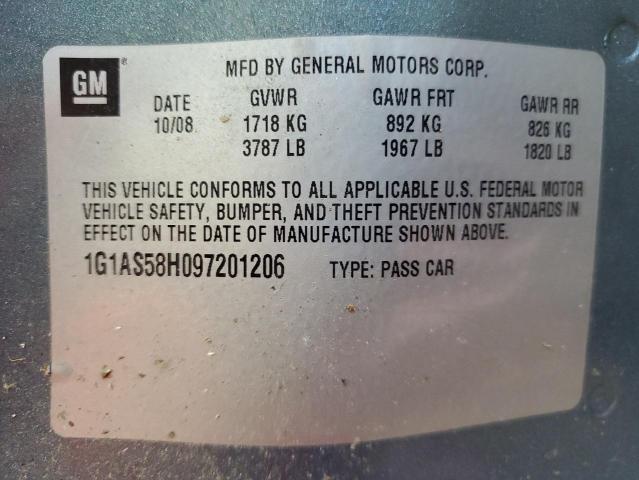 GM ®
MFD BY GENERAL MOTORS CORP.
DATE GVWR GAWR FRT GAWR RR
10/08 1718 KG 892 KG 826 KG
3787 LB 1967 LB 1820 LB
THIS VEHICLE CONFORMS TO ALL APPLICABLE U.S. FEDERAL MOTOR
VEHICLE SAFETY, BUMPER, AND THEFT PREVENTION STANDARDS IN
EFFECT ON THE DATE OF MANUFACTURE SHOWN ABOVE.
1G1AS58H097201206 TYPE: PASS CAR